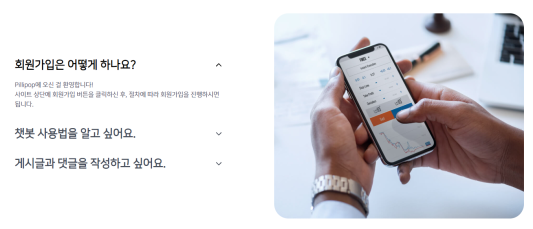 회원가입은 어떻게 하나요?
Pillipop에 오신 걸 환영합니다!
사이트 상단에 회원가입 버튼을 클릭하신 후, 절차에 따라 회원가입을 진행하시면
됩니다.
챗봇 사용법을 알고 싶어요.
게시글과 댓글을 작성하고 싶어요.